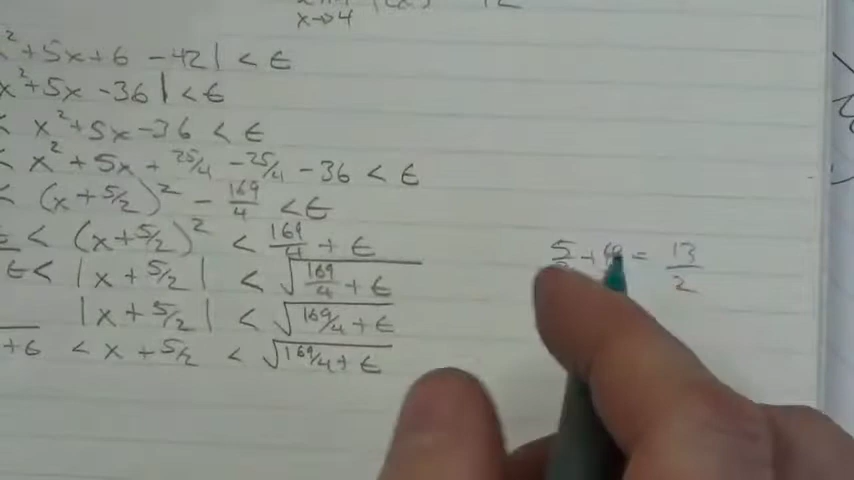 x→4
x²+5x+6 -42| < ϵ
x²+5x -36| < ϵ
< x²+5x-36 < ϵ
< x²+5x + 25/4 - 25/4 - 36 < ϵ
< (x+5/2)² - 169/4 < ϵ
< (x+5/2)² < 169/4 + ϵ
ϵ < |x+5/2| < √(169/4 + ϵ)
|x+5/2| < √(169/4 + ϵ)
+ϵ < x+5/2 < √(169/4 + ϵ)
= 13/2